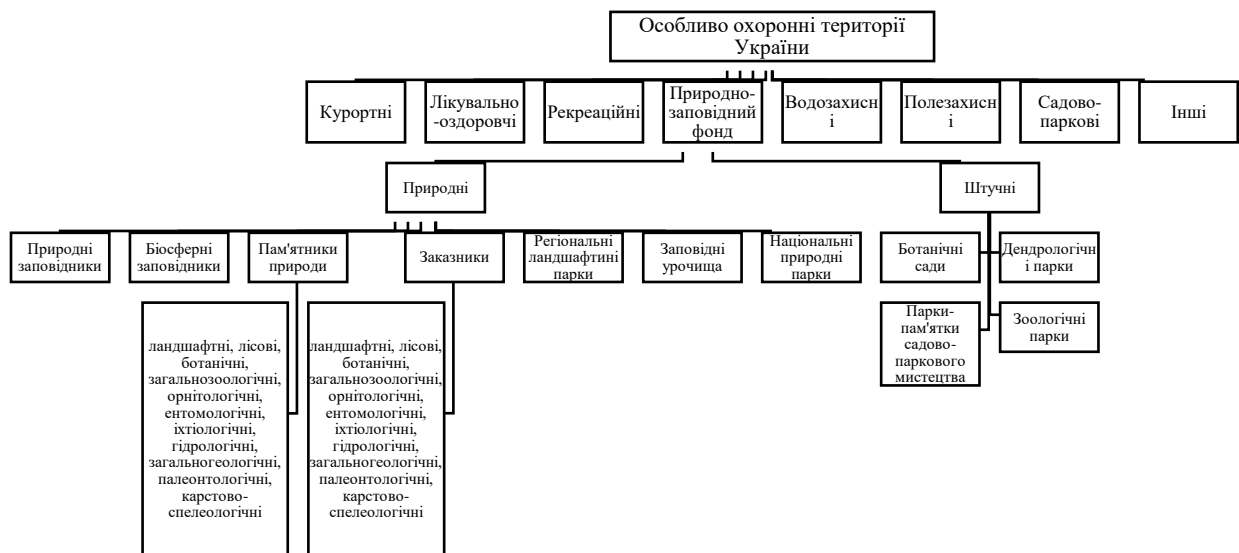 Особливо охоронні території
України
Курортні
Лікувально
-оздоровчі
Рекреаційні
Природно-
заповідний
фонд
Водозахисн
і
Полезахисн
і
Садово-
паркові
Інші
Природні
Штучні
Природні
заповідники
Біосферні
заповідники
Пам'ятники
природи
Заказники
Регіональні
ландшафтині
парки
Заповідні
урочища
Національні
природні
парки
Ботанічні
сади
Дендрологічн
і парки
Парки-
пам'ятки
садово-
паркового
мистецтва
Зоологічні
парки
ландшафтні, лісові,
ботанічні,
загальнозоологічні,
орнітологічні,
ентомологічні,
іхтіологічні,
гідрологічні,
загальногеологічні,
палеонтологічні,
карстово-
спелеологічні
ландшафтні, лісові,
ботанічні,
загальнозоологічні,
орнітологічні,
ентомологічні,
іхтіологічні,
гідрологічні,
загальногеологічні,
палеонтологічні,
карстово-
спелеологічні